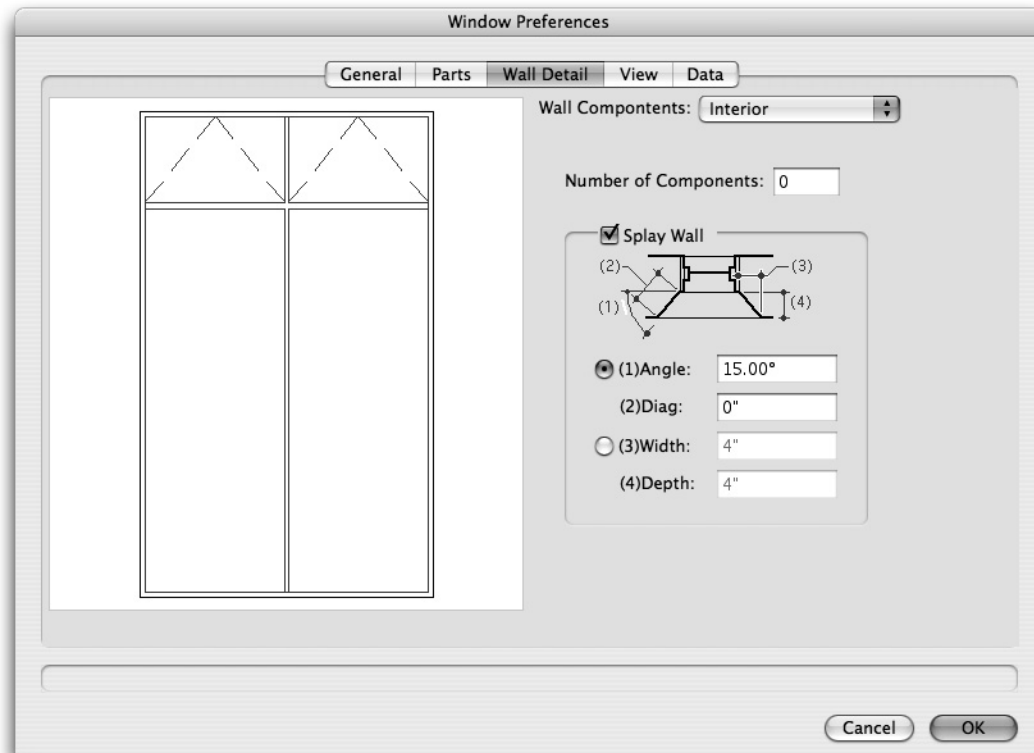 Window Preferences
General Parts Wall Detail View Data
Wall Compontents: Interior
Number of Components: 0
Splay Wall
(2) (3)
(1) (4)
(1)Angle: 15.00°
(2)Diag: 0"
(3)Width: 4"
(4)Depth: 4"
Cancel OK